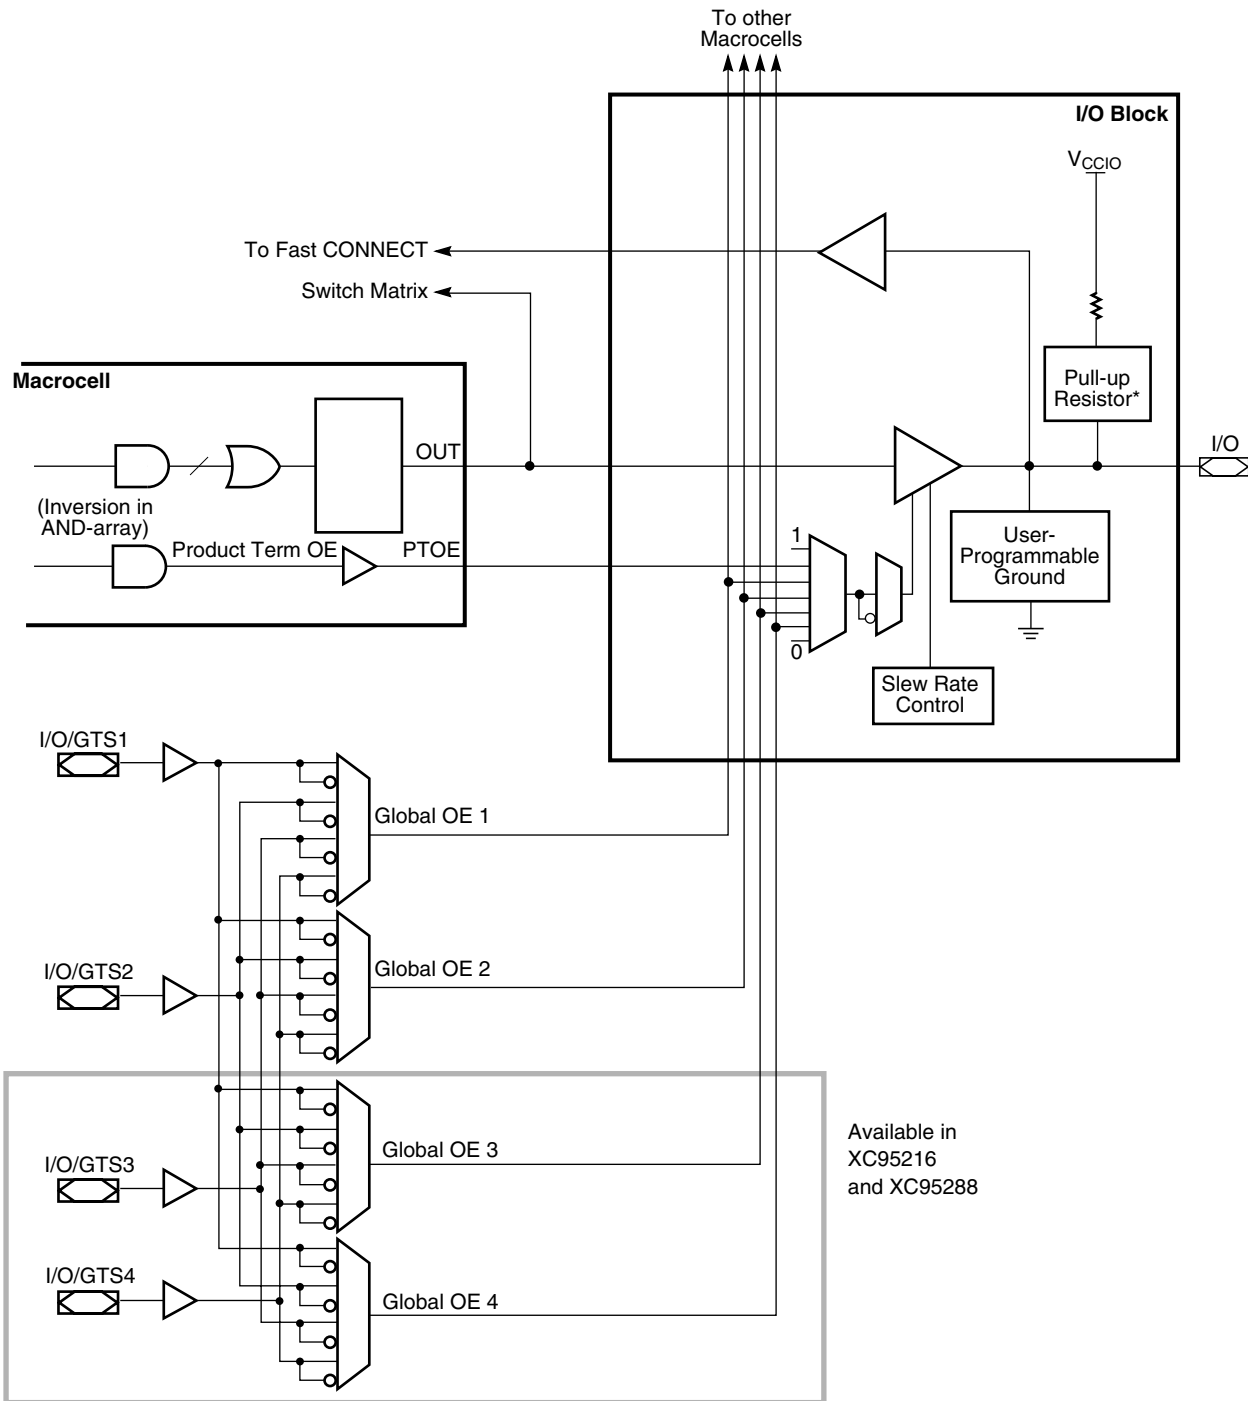 To other
Macrocells
I/O Block
VCCIO
To Fast CONNECT
Switch Matrix
Pull-up
Resistor*
Macrocell
OUT
I/O
(Inversion in
AND-array)
Product Term OE
PTOE
1
User-
Programmable
Ground
0
Slew Rate
Control
I/O/GTS1
Global OE 1
I/O/GTS2
Global OE 2
I/O/GTS3
Global OE 3
Available in
XC95216
and XC95288
I/O/GTS4
Global OE 4